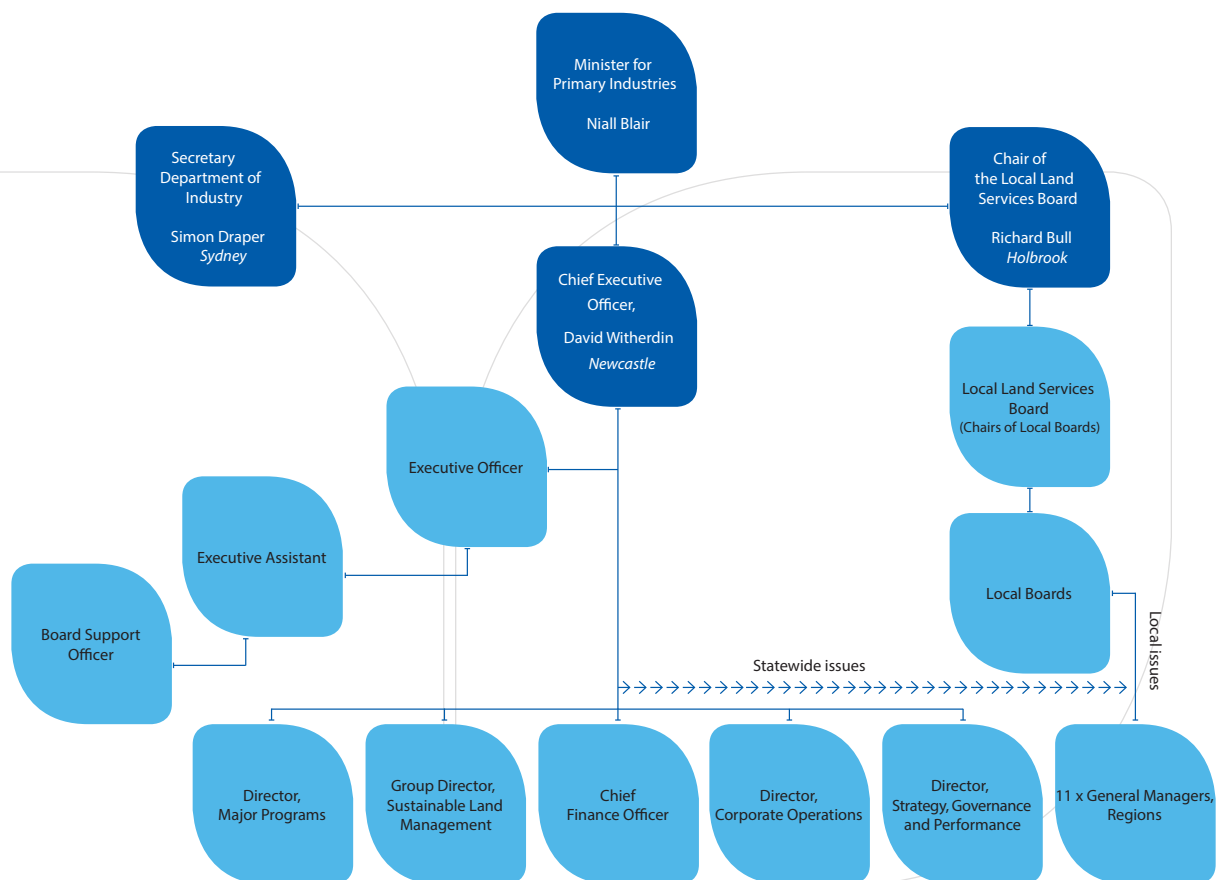 Minister for
Primary Industries
Niall Blair
Secretary
Department of
Industry
Simon Draper
Sydney
Chair of
the Local Land
Services Board
Richard Bull
Holbrook
Chief Executive
Officer,
David Witherdin
Newcastle
Local Land Services
Board
(Chairs of Local Boards)
Executive Officer
Executive Assistant
Local Boards
Board Support
Officer
Local issues
Statewide issues
Director,
Major Programs
Group Director,
Sustainable Land
Management
Chief
Finance Officer
Director,
Corporate Operations
Director,
Strategy, Governance
and Performance
11 x General Managers,
Regions